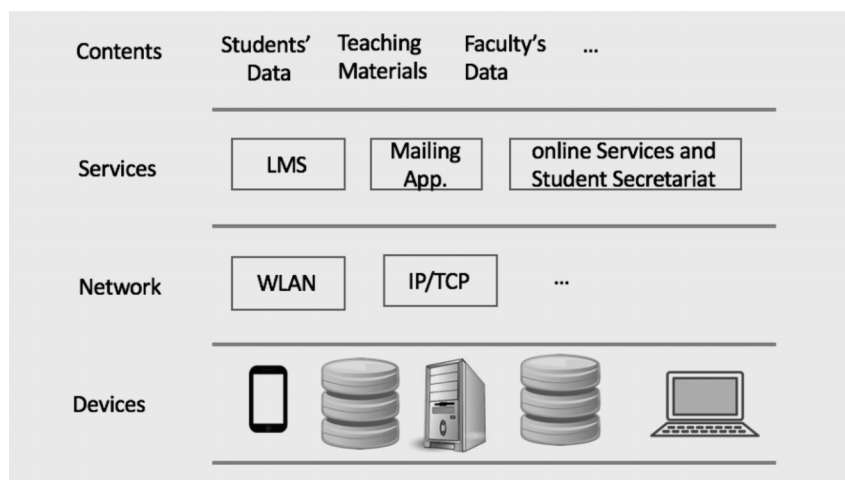 Contents
Students’
Data
Teaching
Materials
Faculty’s
Data
...
Services
LMS
Mailing
App.
online Services and
Student Secretariat
Network
WLAN
IP/TCP
...
Devices